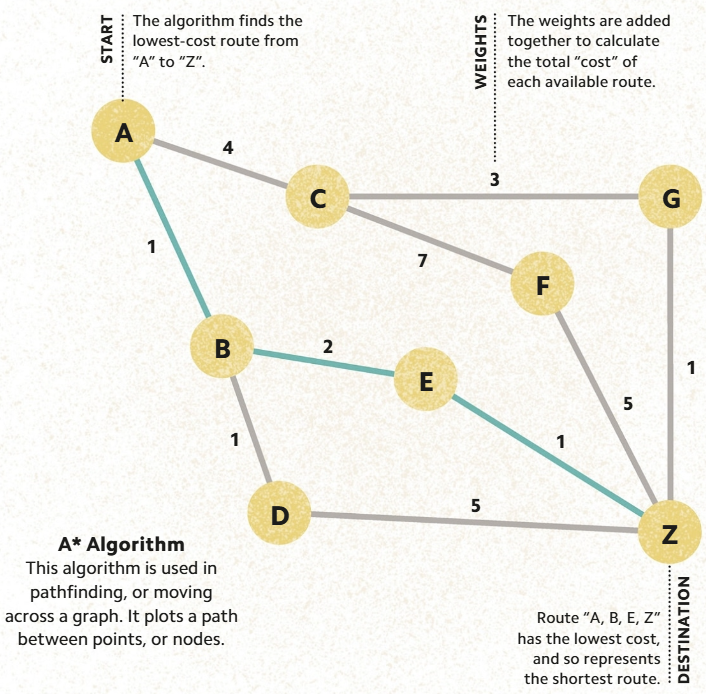 START
The algorithm finds the
lowest-cost route from
“A” to “Z”.
WEIGHTS
The weights are added
together to calculate
the total “cost” of
each available route.
A
4
C
3
G
1
7
F
B
2
E
1
5
1
1
D
5
Z
A* Algorithm
This algorithm is used in
pathfinding, or moving
across a graph. It plots a path
between points, or nodes.
Route “A, B, E, Z”
has the lowest cost,
and so represents
the shortest route.
DESTINATION